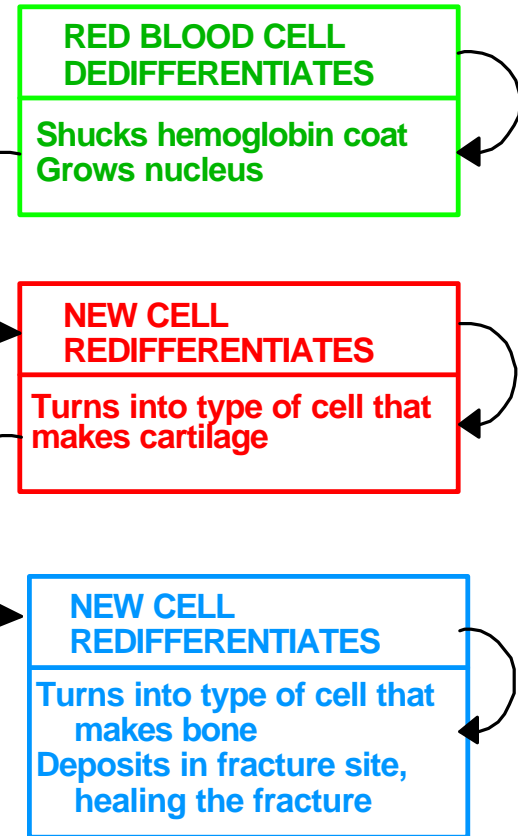 RED BLOOD CELL
DEDIFFERENTIATES
Shucks hemoglobin coat
Grows nucleus
NEW CELL
REDIFFERENTIATES
Turns into type of cell that
makes cartilage
NEW CELL
REDIFFERENTIATES
Turns into type of cell that
makes bone
Deposits in fracture site,
healing the fracture